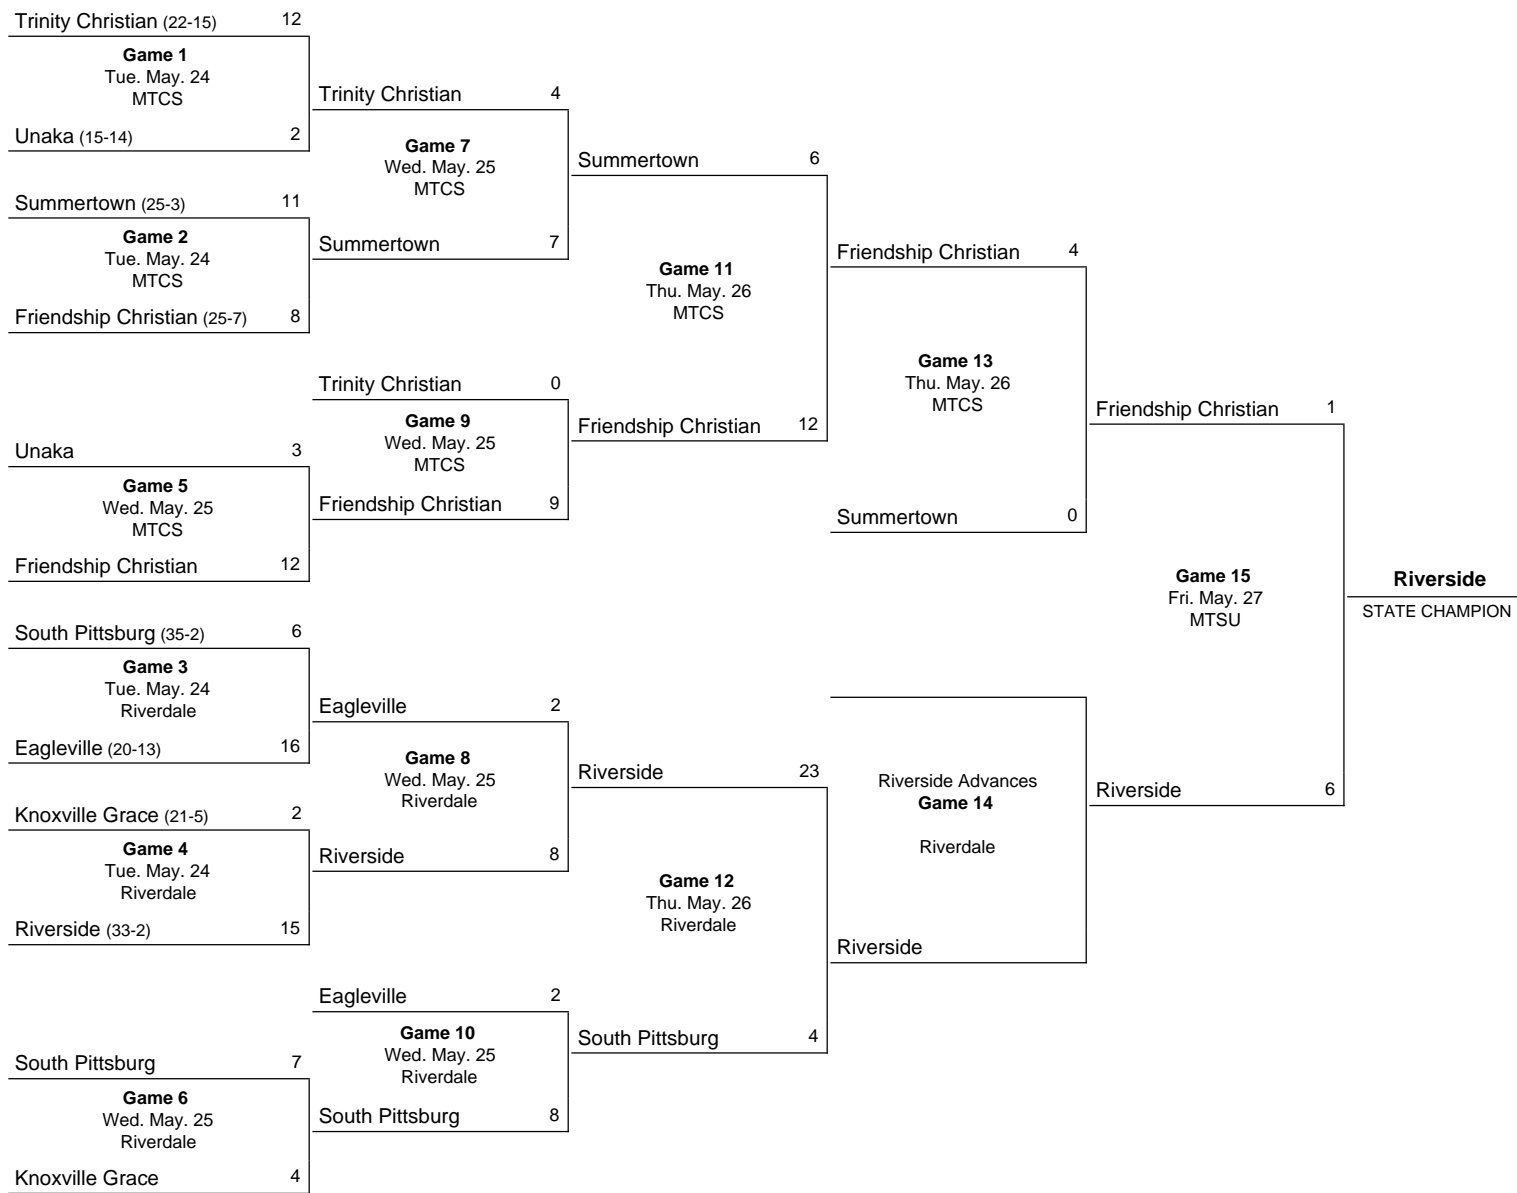 Trinity Christian (22-15) 12
Game 1
Tue. May. 24
MTCS
Unaka (15-14) 2
Summertown (25-3) 11
Game 2
Tue. May. 24
MTCS
Friendship Christian (25-7) 8
Unaka 3
Game 5
Wed. May. 25
MTCS
Friendship Christian 12
South Pittsburg (35-2) 6
Game 3
Tue. May. 24
Riverdale
Eagleville (20-13) 16
Knoxville Grace (21-5) 2
Game 4
Tue. May. 24
Riverdale
Riverside (33-2) 15
South Pittsburg 7
Game 6
Wed. May. 25
Riverdale
Knoxville Grace 4
Trinity Christian 4
Game 7
Wed. May. 25
MTCS
Summertown 7
Trinity Christian 0
Game 9
Wed. May. 25
MTCS
Friendship Christian 9
Eagleville 2
Game 8
Wed. May. 25
Riverdale
Riverside 8
Eagleville 2
Game 10
Wed. May. 25
Riverdale
South Pittsburg 8
Summertown 6
Game 11
Thu. May. 26
MTCS
Friendship Christian 12
Riverside 23
Game 12
Thu. May. 26
Riverdale
South Pittsburg 4
Friendship Christian 4
Game 13
Thu. May. 26
MTCS
Summertown 0
Riverside Advances
Game 14
Riverdale
Riverside
Friendship Christian 1
Game 15
Fri. May. 27
MTSU
Riverside 6
Riverside
STATE CHAMPION